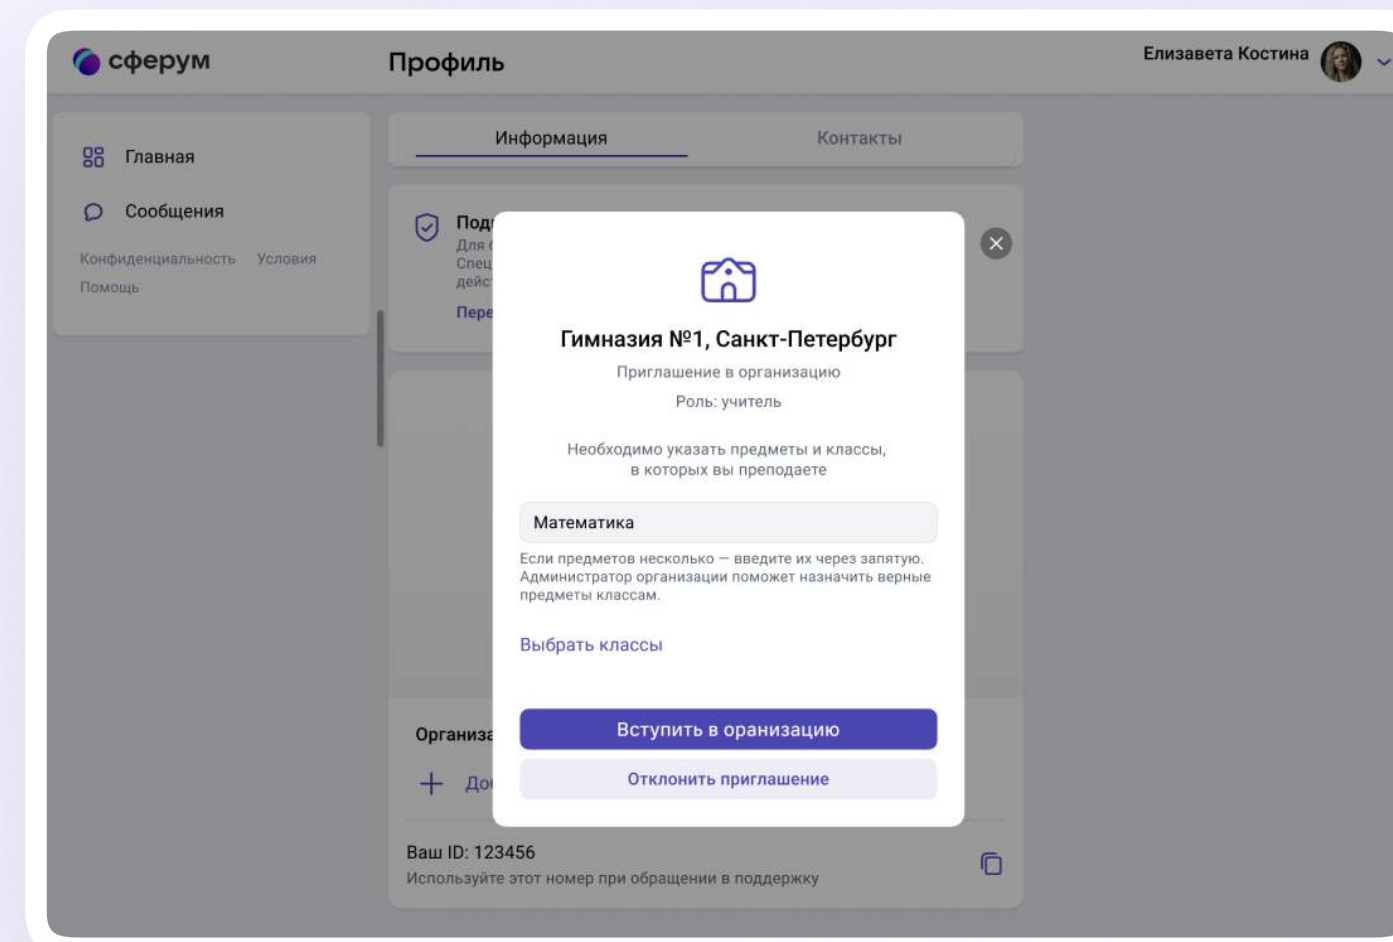 сферум
Профиль
Елизавета Костина
Главная
Сообщения
Конфиденциальность Условия
Помощь
Информация
Контакты
Для
Гимназия №1, Санкт-Петербург
Приглашение в организацию
Роль: учитель
Необходимо указать предметы и классы,
в которых вы преподаете
Математика
Если предметов несколько — введите их через запятую.
Администратор организации поможет назначить верные
предметы классам.
Выбрать классы
Вступить в оранизацию
Отклонить приглашение
Ваш ID: 123456
Используйте этот номер при обращении в поддержку